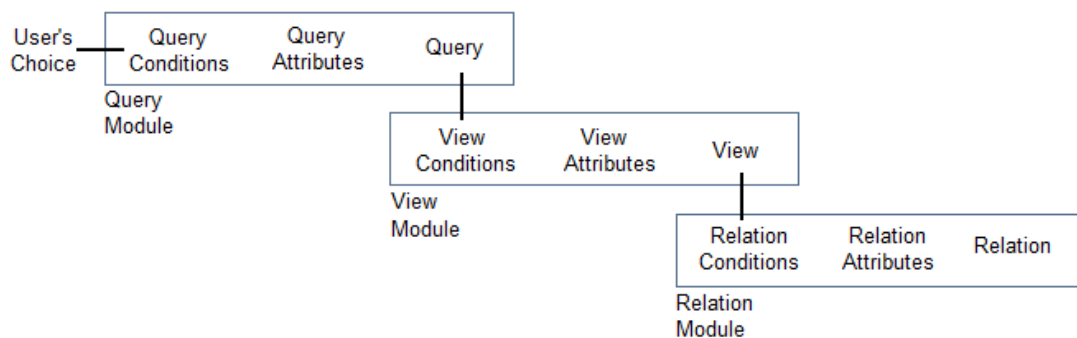 User's
Choice
Query
Conditions
Query
Attributes
Query
Query
Module
View
Conditions
View
Attributes
View
View
Module
Relation
Conditions
Relation
Attributes
Relation
Relation
Module